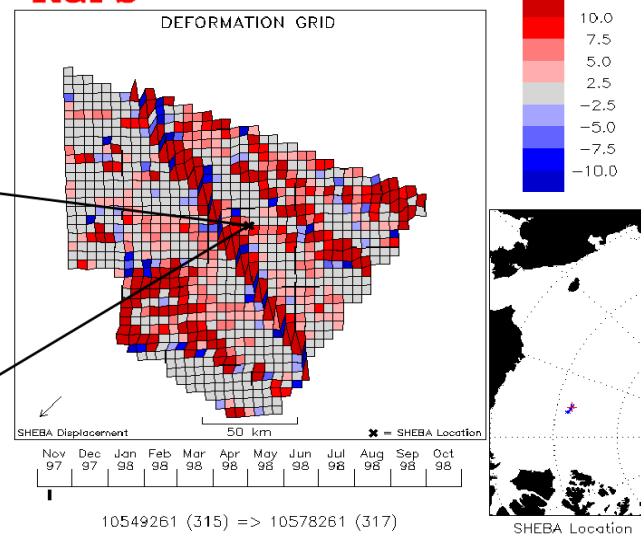 DEFORMATION GRID
SHEBA Displacement
50 km
✖ = SHEBA Location
Nov Dec Jan Feb Mar Apr May Jun Jul Aug Sep Oct
97 97 98 98 98 98 98 98 98 98 98 98
10549261 (315) => 10578261 (317)
10.0
7.5
5.0
2.5
−2.5
−5.0
−7.5
−10.0
SHEBA Location